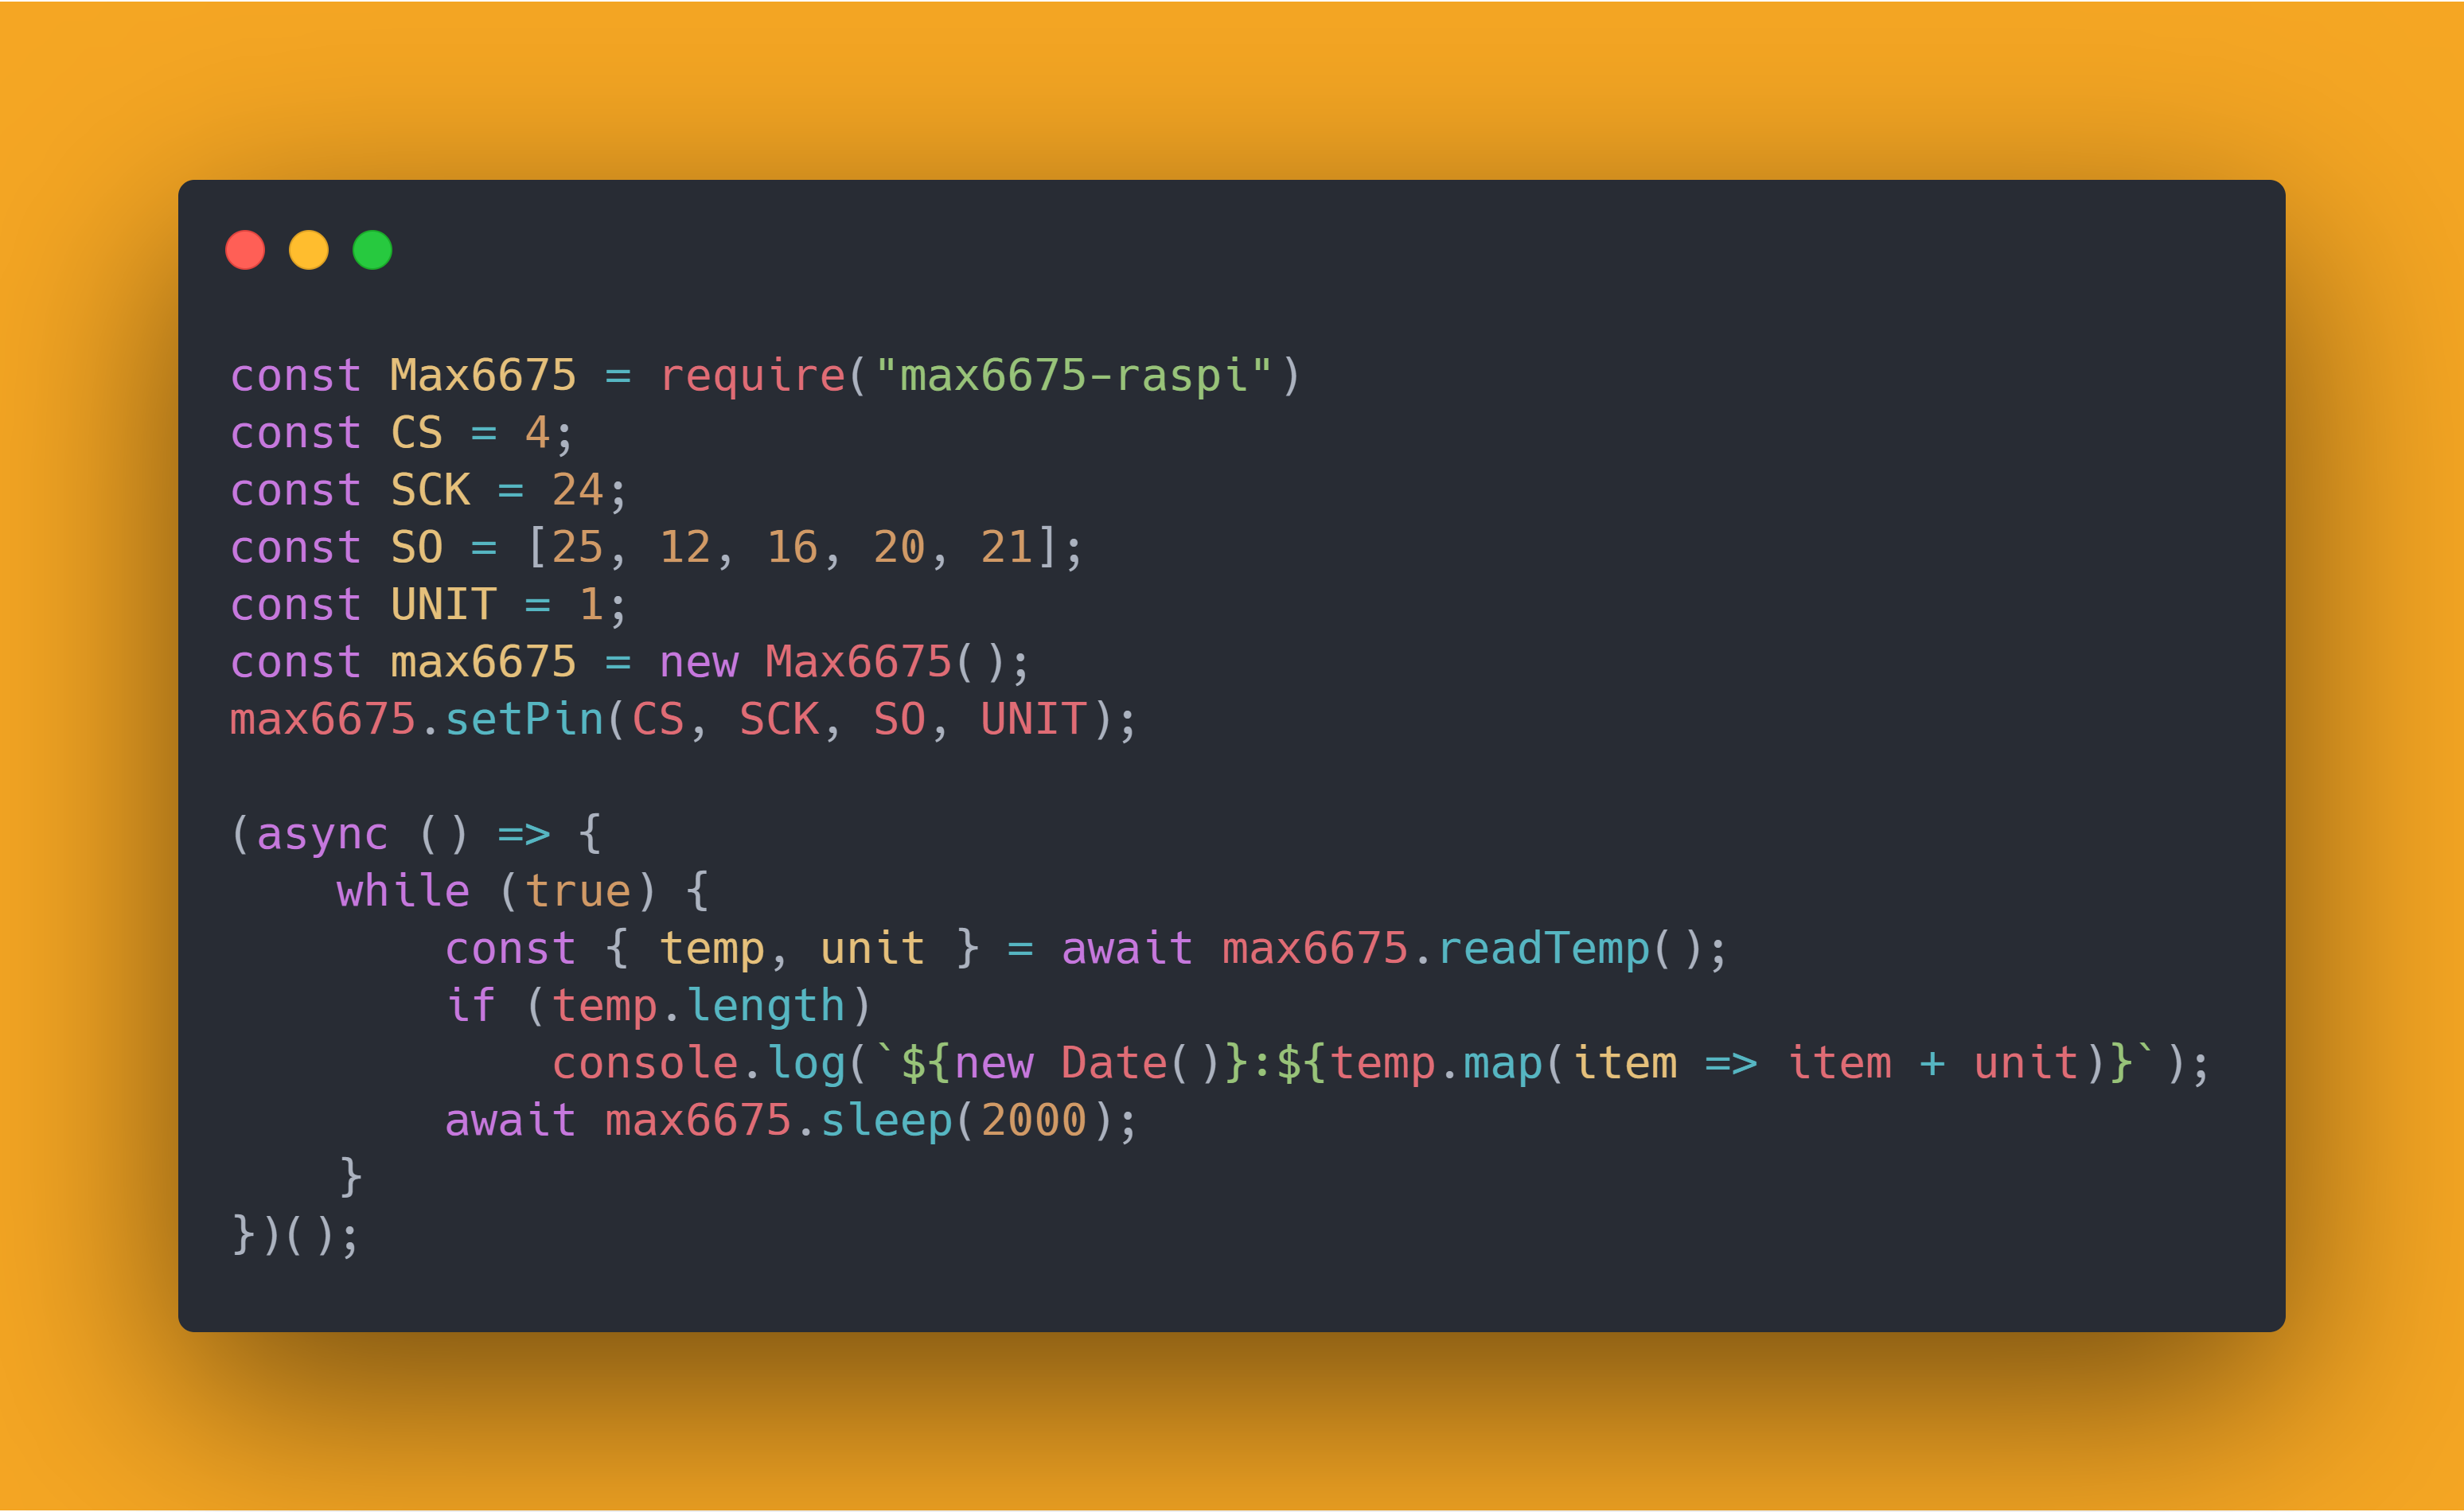 const Max6675 = require("max6675-raspi")
const CS = 4;
const SCK = 24;
const SO = [25, 12, 16, 20, 21];
const UNIT = 1;
const max6675 = new Max6675();
max6675.setPin(CS, SCK, SO, UNIT);

(async () => {
    while (true) {
        const { temp, unit } = await max6675.readTemp();
        if (temp.length)
            console.log(`${new Date()}:${temp.map(item => item + unit)}`);
        await max6675.sleep(2000);
    }
})();